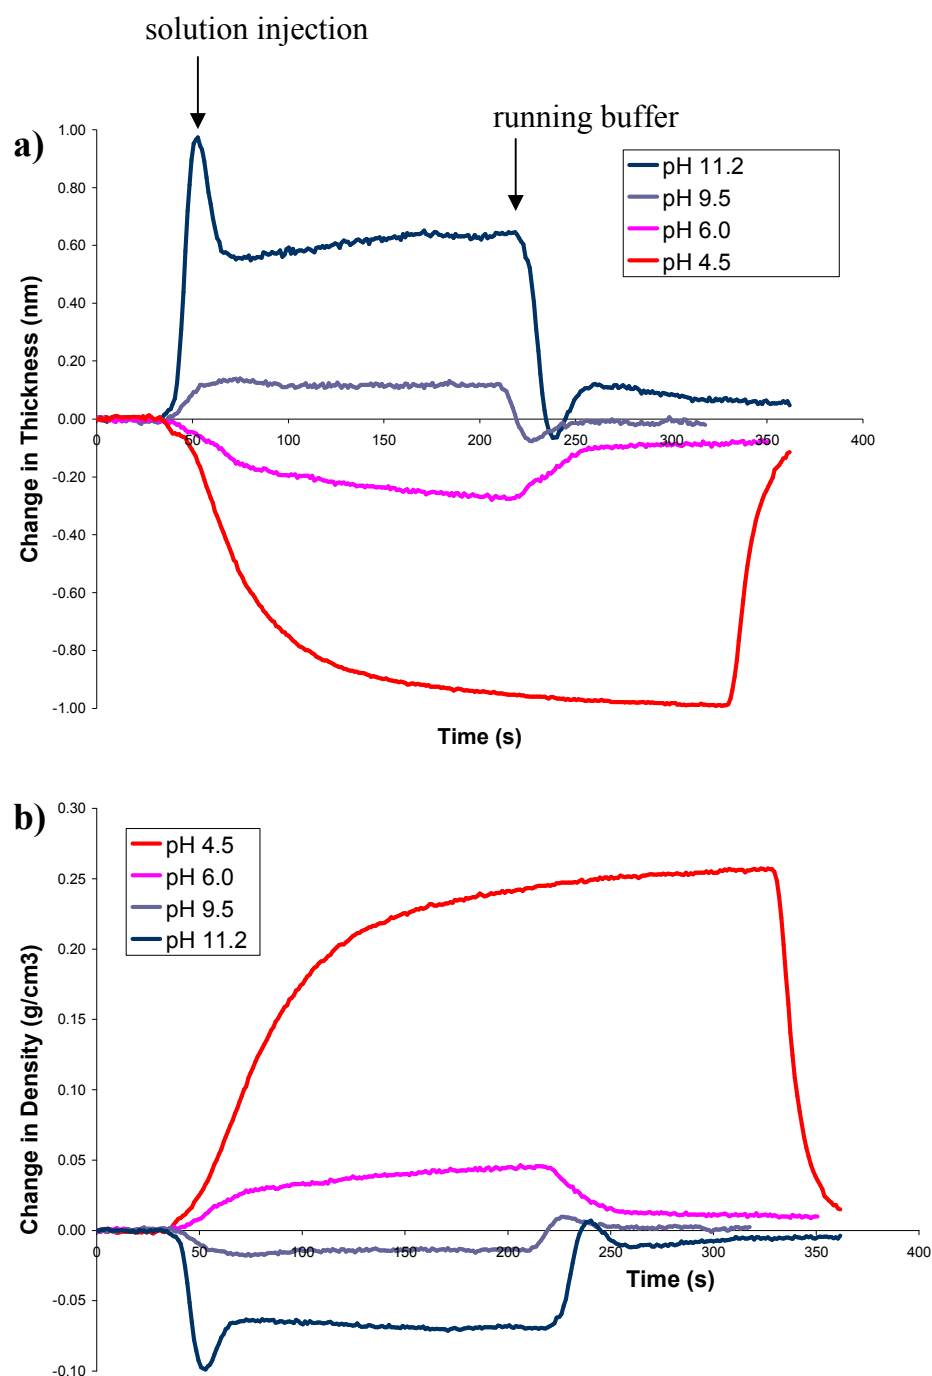 solution injection
running buffer
a)
1.00
0.80
0.60
0.40
0.20
0.00
-0.20
-0.40
-0.60
-0.80
-1.00
Change in Thickness (nm)
pH 11.2
pH 9.5
pH 6.0
pH 4.5
0
50
100
150
200
250
300
350
400
Time (s)
b)
0.30
0.25
0.20
0.15
0.10
0.05
0.00
-0.05
-0.10
Change in Density (g/cm3)
pH 4.5
pH 6.0
pH 9.5
pH 11.2
0
50
100
150
200
250
300
350
400
Time (s)